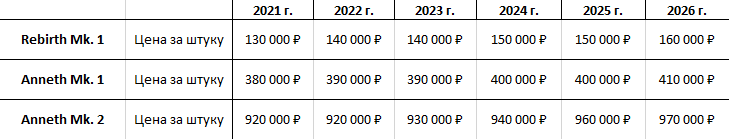 2021 г. 2022 г. 2023 г. 2024 г. 2025 г. 2026 г.
Rebirth Mk. 1 Цена за штуку 130 000 ₽ 140 000 ₽ 140 000 ₽ 150 000 ₽ 150 000 ₽ 160 000 ₽
Anneth Mk. 1 Цена за штуку 380 000 ₽ 390 000 ₽ 390 000 ₽ 400 000 ₽ 400 000 ₽ 410 000 ₽
Anneth Mk. 2 Цена за штуку 920 000 ₽ 920 000 ₽ 930 000 ₽ 940 000 ₽ 960 000 ₽ 970 000 ₽